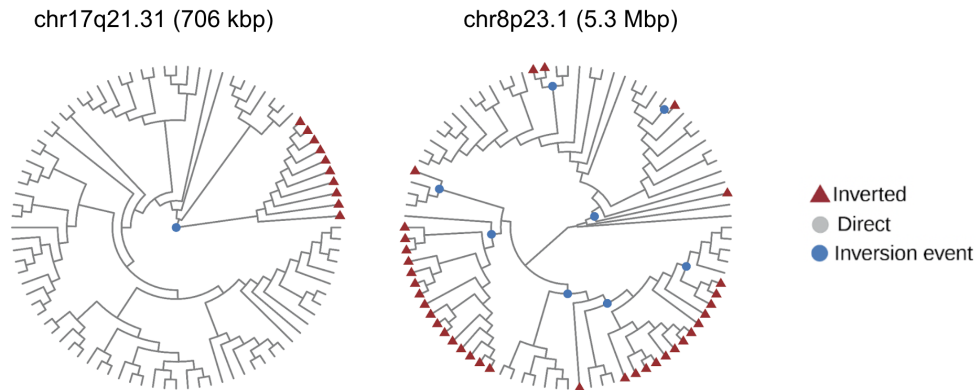 chr17q21.31 (706 kbp)
chr8p23.1 (5.3 Mbp)
Inverted
Direct
Inversion event